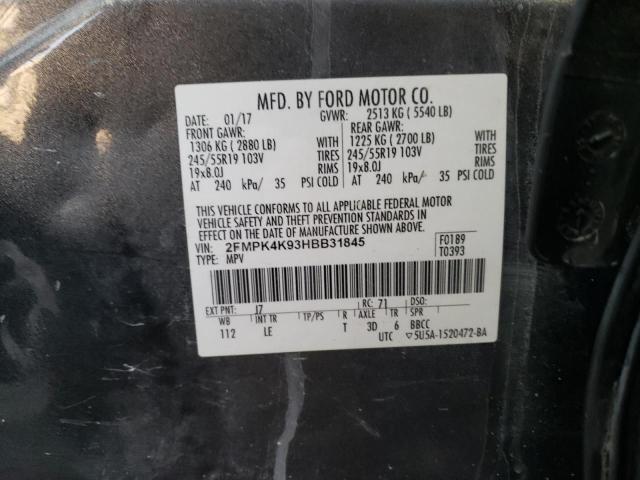 MFD. BY FORD MOTOR CO.
DATE: 01/17 GVWR: 2513 KG ( 5540 LB)
FRONT GAWR: REAR GAWR:
1306 KG ( 2880 LB) WITH 1225 KG ( 2700 LB) WITH
245/55R19 103V TIRES 245/55R19 103V TIRES
19x8.0J RIMS 19x8.0J RIMS
AT 240 kPa/ 35 PSI COLD AT 240 kPa/ 35 PSI COLD
THIS VEHICLE CONFORMS TO ALL APPLICABLE FEDERAL MOTOR
VEHICLE SAFETY AND THEFT PREVENTION STANDARDS IN
EFFECT ON THE DATE OF MANUFACTURE SHOWN ABOVE.
VIN: 2FMPK4K93HBB31845 F0189
TYPE: MPV T0393
EXT PNT: J7 RC: 71 DSO:
WB INT TR TP/PS R AXLE TR SPR
112 LE T 3D 6 BBCC
UTC ▽5U5A-1520472-BA